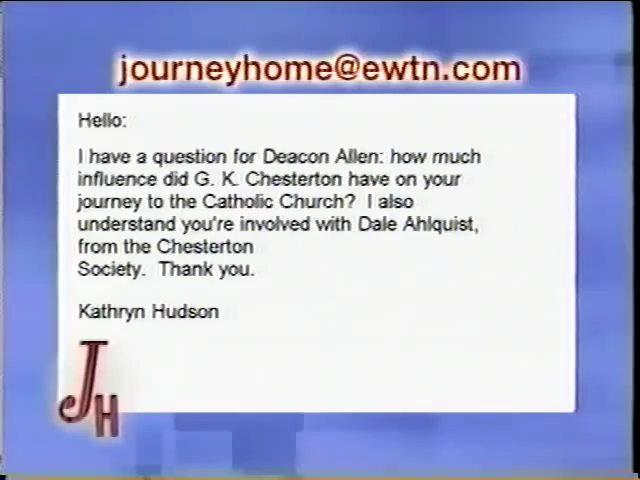 journeyhome@ewtn.com
Hello:
I have a question for Deacon Allen: how much
influence did G. K. Chesterton have on your
journey to the Catholic Church?  I also
understand you're involved with Dale Ahlquist,
from the Chesterton
Society.  Thank you.
Kathryn Hudson
JH